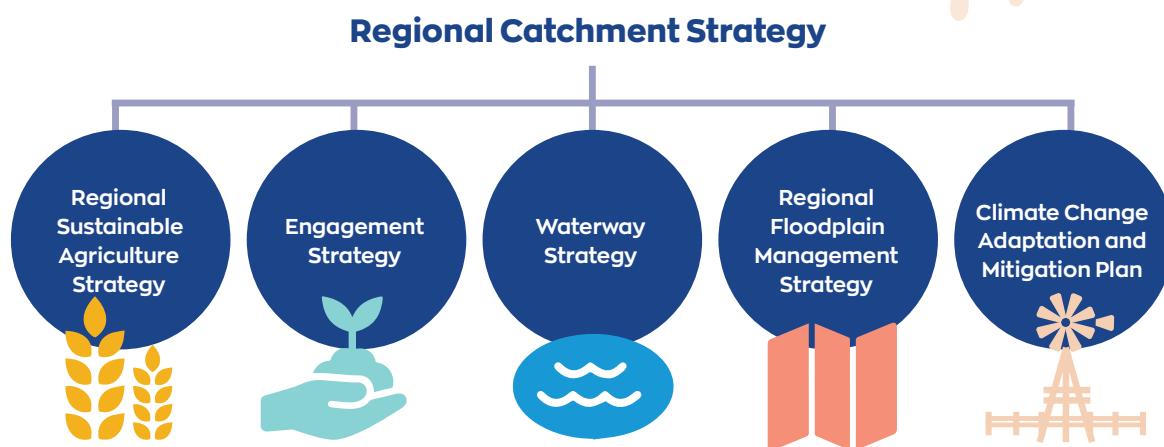 Regional Catchment Strategy
Regional
Sustainable
Agriculture
Strategy
Engagement
Strategy
Waterway
Strategy
Regional
Floodplain
Management
Strategy
Climate Change
Adaptation and
Mitigation Plan